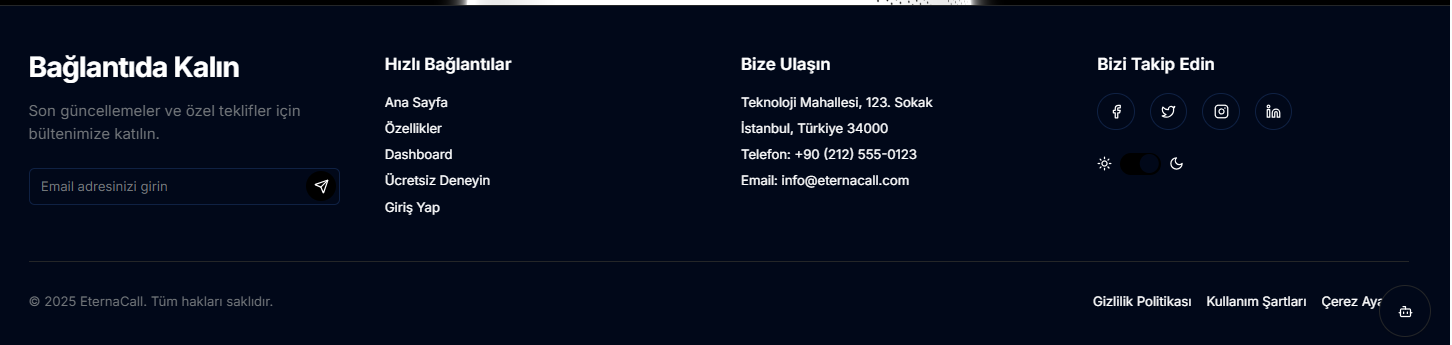 Bağlantıda Kalın
Son güncellemeler ve özel teklifler için
bültenimize katılın.
Email adresinizi girin
Hızlı Bağlantılar
Ana Sayfa
Özellikler
Dashboard
Ücretsiz Deneyin
Giriş Yap
Bize Ulaşın
Teknoloji Mahallesi, 123. Sokak
İstanbul, Türkiye 34000
Telefon: +90 (212) 555-0123
Email: info@eternacall.com
Bizi Takip Edin
© 2025 EternaCall. Tüm hakları saklıdır.
Gizlilik Politikası Kullanım Şartları Çerez